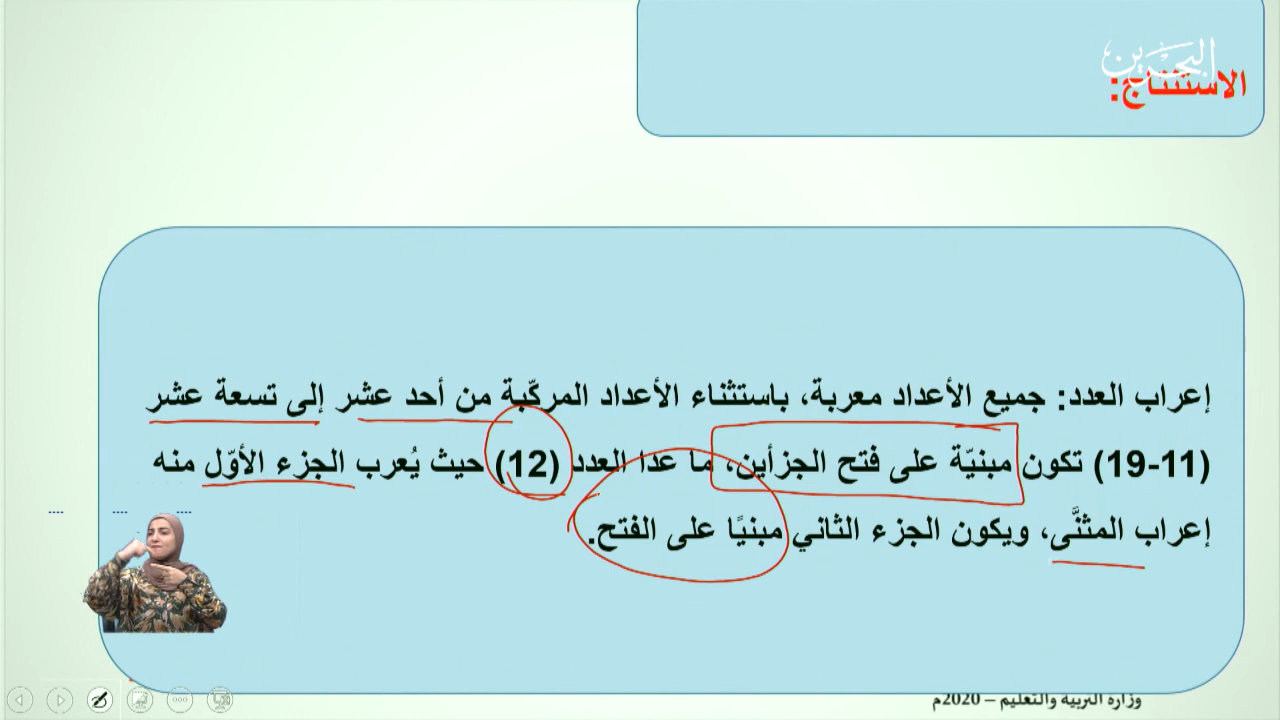 البحرين
الاستنتاج:
إعراب العدد: جميع الأعداد معربة، باستثناء الأعداد المركّبة من أحد عشر إلى تسعة عشر
(11-19) تكون مبنيّة على فتح الجزأين، ما عدا العدد (12) حيث يُعرب الجزء الأوّل منه
إعراب المثنَّى، ويكون الجزء الثاني مبنيًا على الفتح.
وزارة التربية والتعليم – 2020م